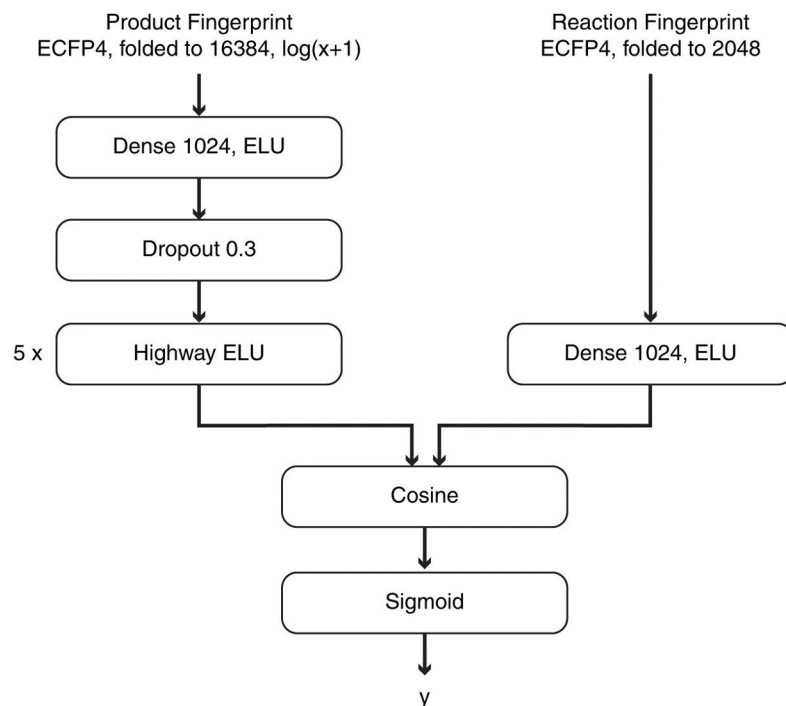 Product Fingerprint
ECFP4, folded to 16384, log(x+1)
Reaction Fingerprint
ECFP4, folded to 2048
Dense 1024, ELU
Dropout 0.3
5 x
Highway ELU
Dense 1024, ELU
Cosine
Sigmoid
y